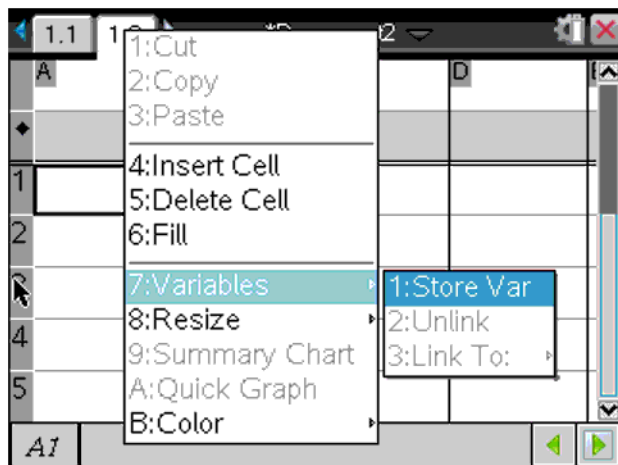 1.1
1:Cut
2:Copy
3:Paste
4:Insert Cell
5:Delete Cell
6:Fill
7:Variables
8:Resize
9:Summary Chart
A:Quick Graph
B:Color
1:Store Var
2:Unlink
3:Link To:
A
D
1
2
4
5
A1